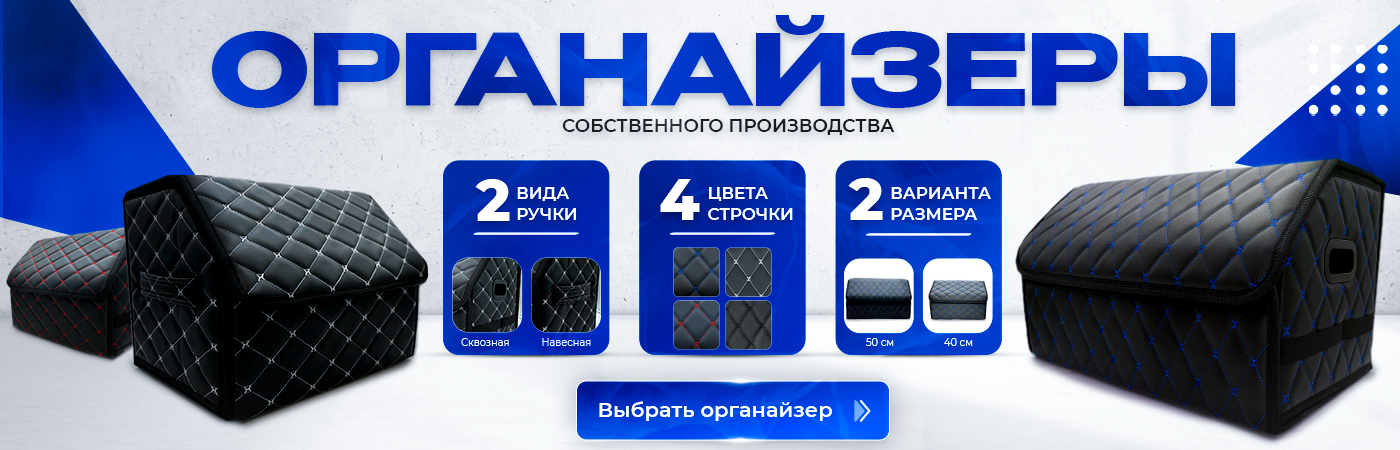 ОРГАНАЙЗЕРЫ
СОБСТВЕННОГО ПРОИЗВОДСТВА
2 ВИДА
РУЧКИ
Сквозная
Навесная
4 ЦВЕТА
СТРОЧКИ
2 ВАРИАНТА
РАЗМЕРА
50 см
40 см
Выбрать органайзер